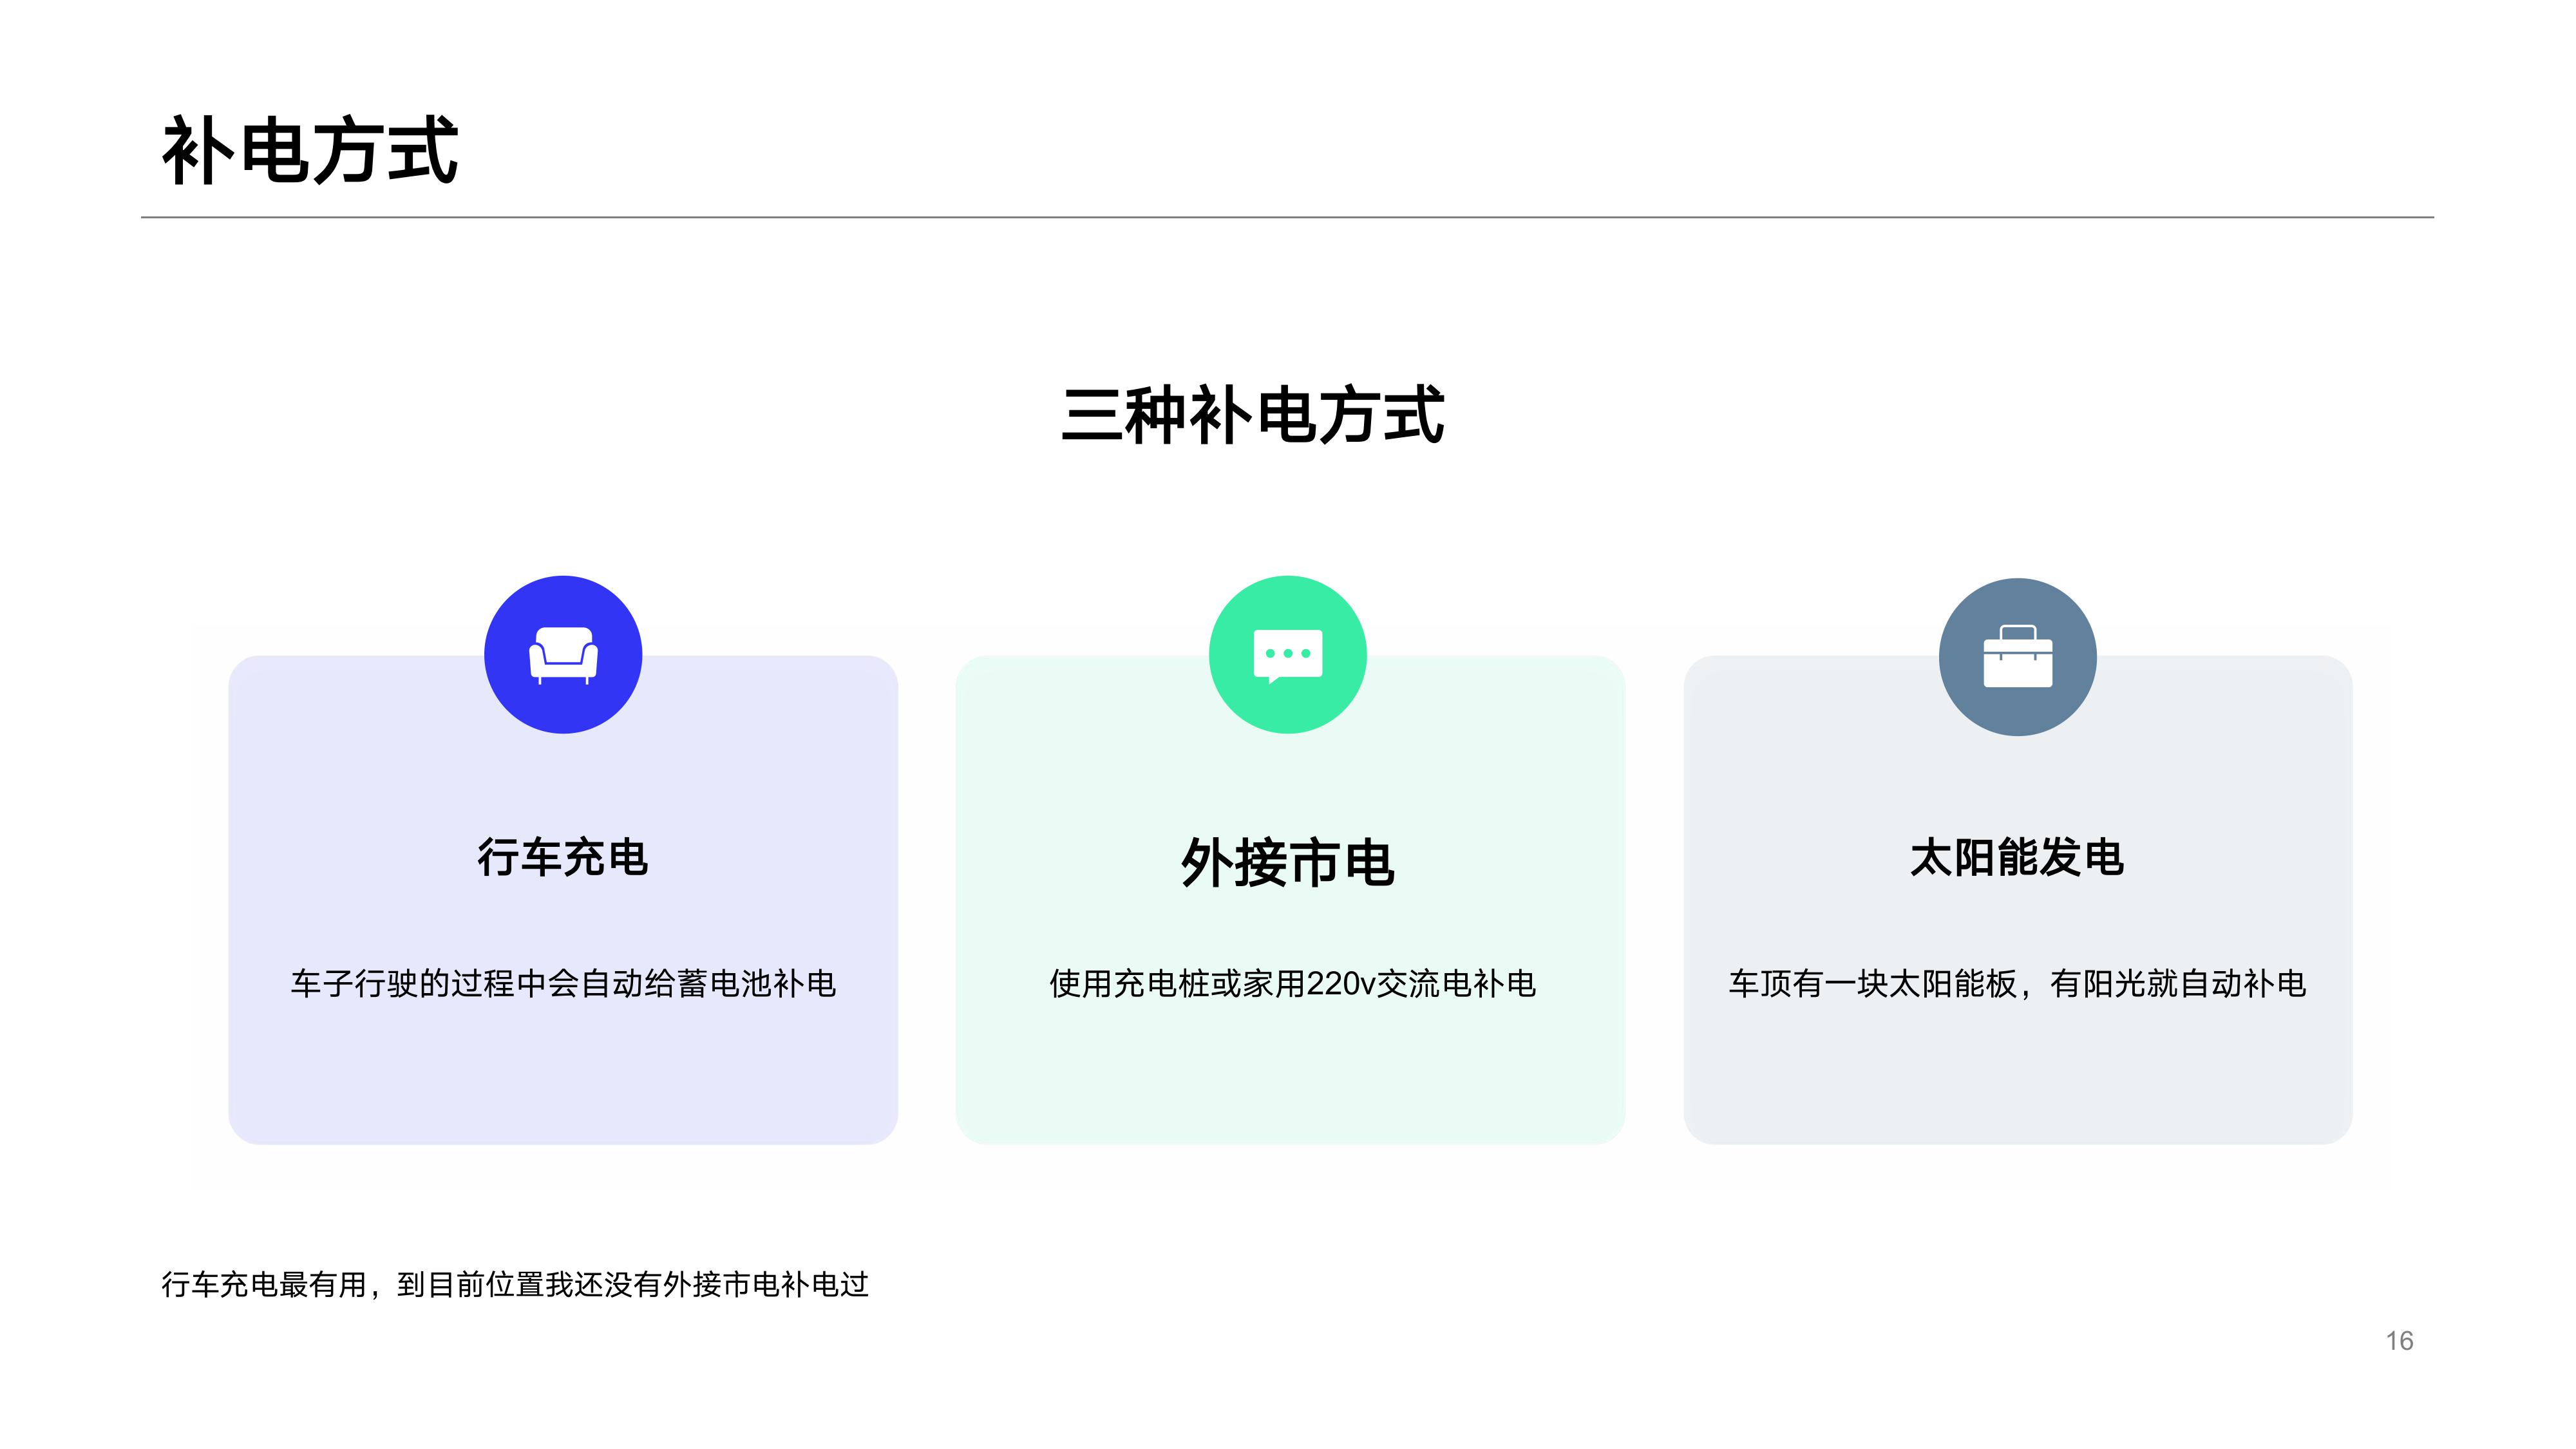 补电方式
三种补电方式
行车充电
外接市电
太阳能发电
车子行驶的过程中会自动给蓄电池补电
使用充电桩或家用220v交流电补电
车顶有一块太阳能板，有阳光就自动补电
行车充电最有用，到目前位置我还没有外接市电补电过
16